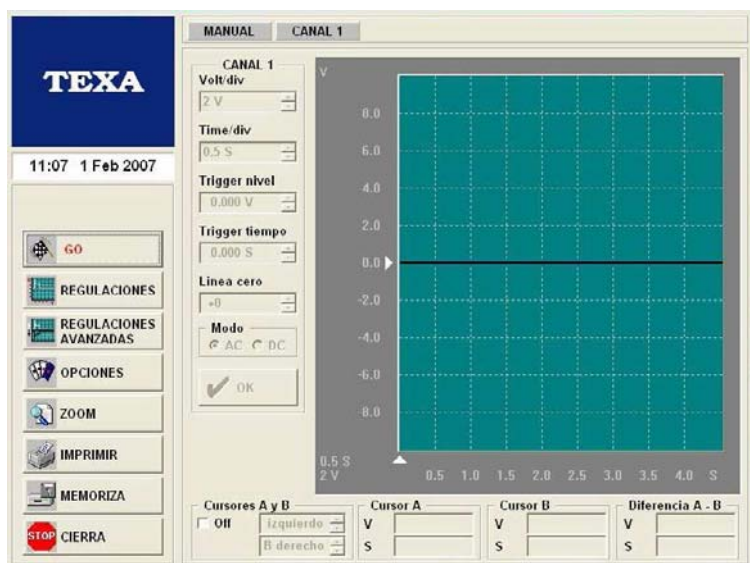 TEXA
11:07 1 Feb 2007
GO
REGULACIONES
REGULACIONES
AVANZADAS
OPCIONES
ZOOM
IMPRIMIR
MEMORIZA
STOP CIERRA
MANUAL CANAL 1
CANAL 1
Volt/div
2 V
Time/div
0.5 S
Trigger nivel
0.000 V
Trigger tiempo
0.000 S
Linea cero
+0
Modo
AC DC
OK
V
8.0
6.0
4.0
2.0
0.0
-2.0
-4.0
-6.0
-8.0
0.5 S
2 V
0.5 1.0 1.5 2.0 2.5 3.0 3.5 4.0 S
Cursores A y B
Off izquierdo
B derecho
Cursor A
V
S
Cursor B
V
S
Diferencia A - B
V
S